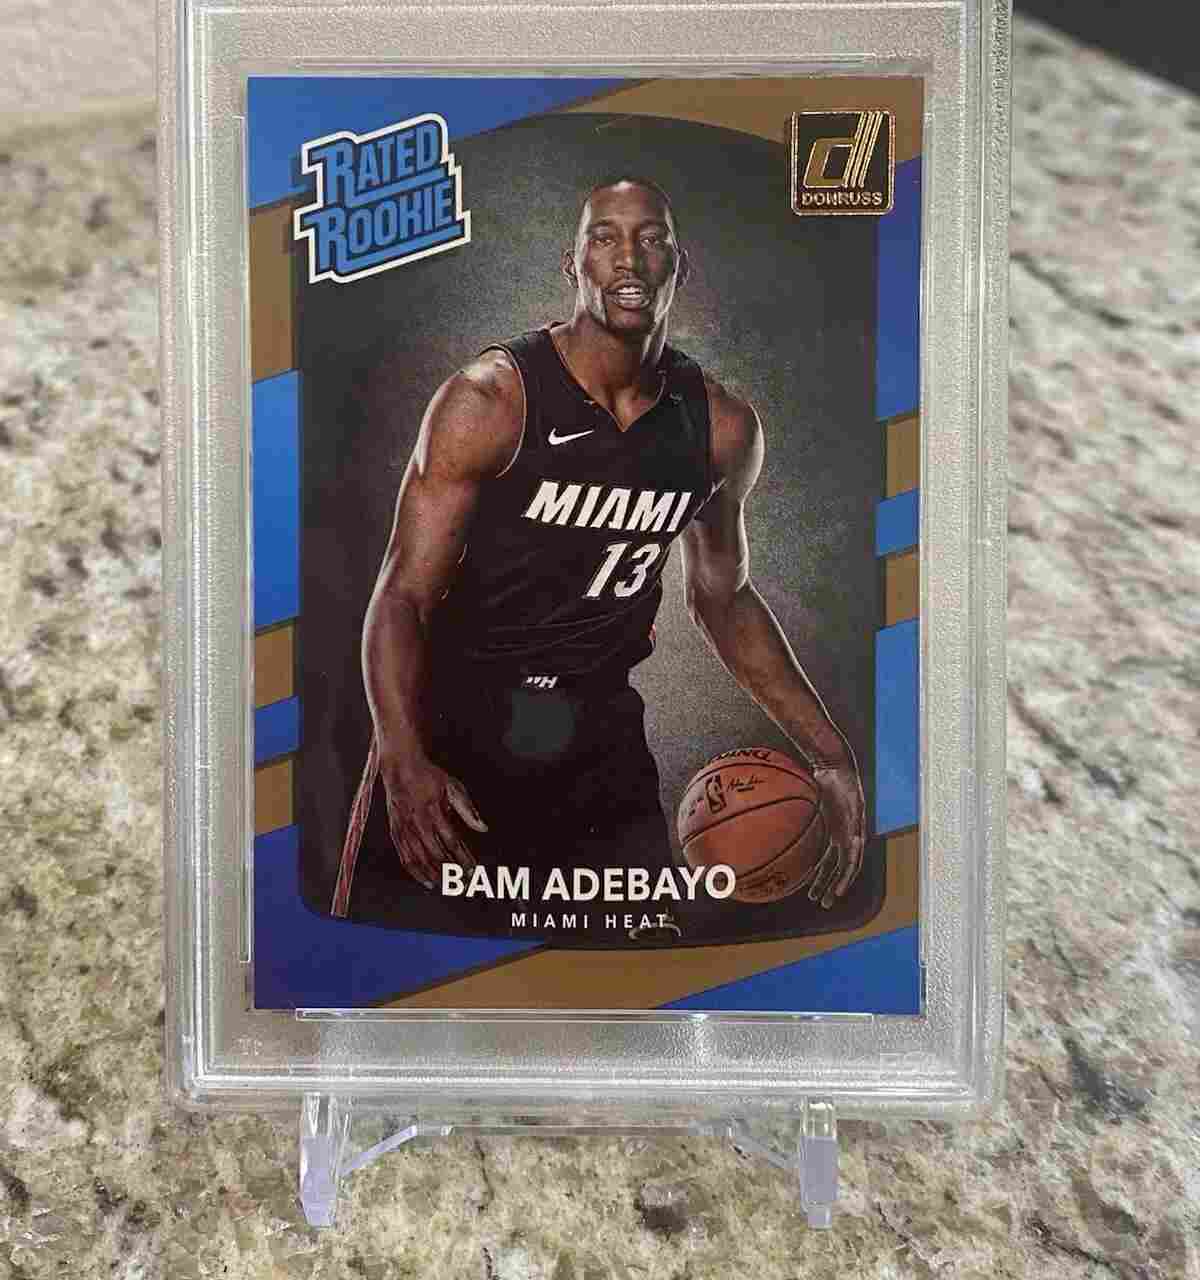 RATED
ROOKIE
d
DONRUSS
MIAMI
13
BAM ADEBAYO
MIAMI HEAT